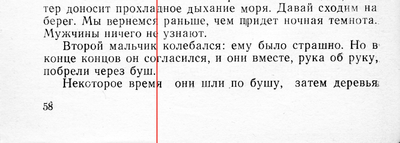 тер доносит прохладное дыхание моря. Давай сходим на
берег. Мы вернемся раньше, чем придет ночная темнота.
Мужчины ничего не узнают.
Второй мальчик колебался: ему было страшно. Но в
конце концов он согласился, и они вместе, рука об руку,
побрели через буш.
Некоторое время они шли по бушу, затем деревья
58